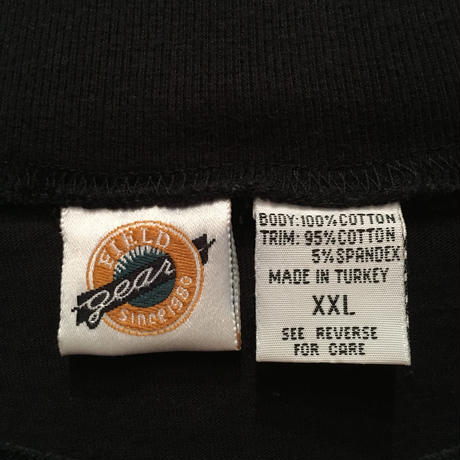 FIELD
gear
Since 1980
BODY: 100% COTTON
TRIM: 95% COTTON
5% SPANDEX
MADE IN TURKEY
XXL
SEE REVERSE
FOR CARE